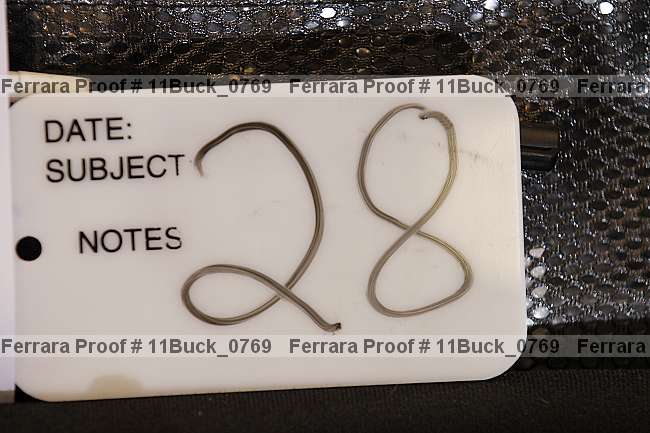 Ferrara Proof # 11Buck_0769 Ferrara Proof # 11Buck_0769 Ferrara
DATE:
SUBJECT
28
NOTES
Ferrara Proof # 11Buck_0769 Ferrara Proof # 11Buck_0769 Ferrara